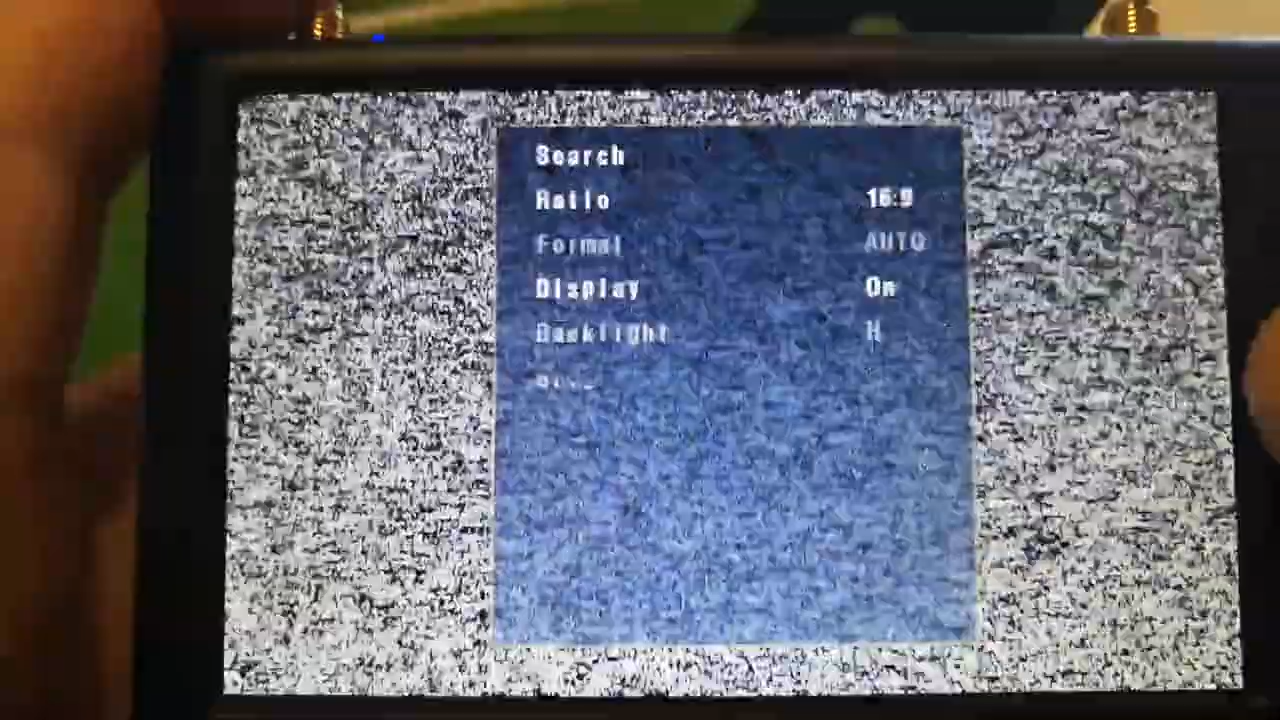 Search
Ratio 16:9
Format AUTO
Display On
Backlight H